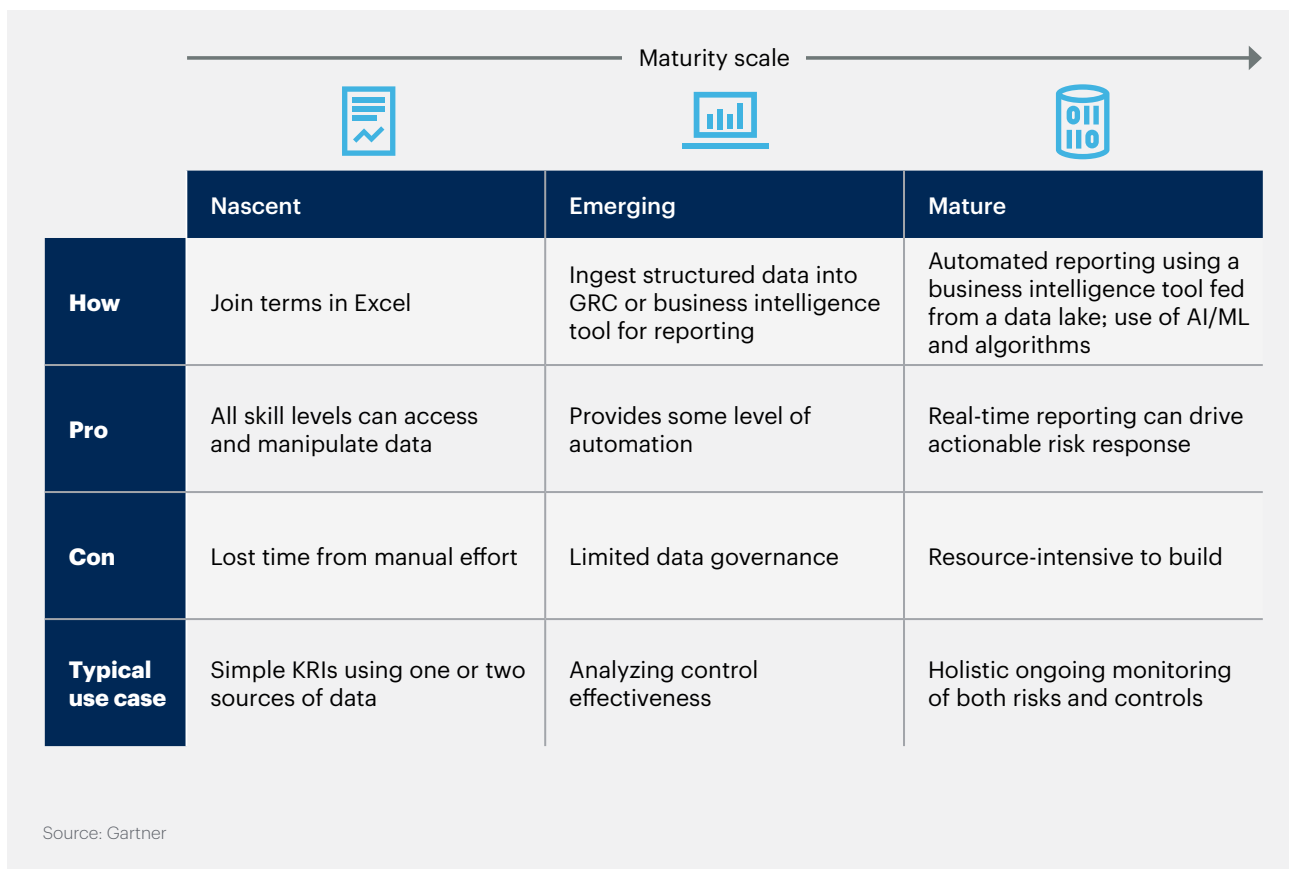 Maturity scale
011
110
Nascent
Emerging
Mature
How
Join terms in Excel
Ingest structured data into
GRC or business intelligence
tool for reporting
Automated reporting using a
business intelligence tool fed
from a data lake; use of AI/ML
and algorithms
Pro
All skill levels can access
and manipulate data
Provides some level of
automation
Real-time reporting can drive
actionable risk response
Con
Lost time from manual effort
Limited data governance
Resource-intensive to build
Typical
use case
Simple KRIs using one or two
sources of data
Analyzing control
effectiveness
Holistic ongoing monitoring
of both risks and controls
Source: Gartner